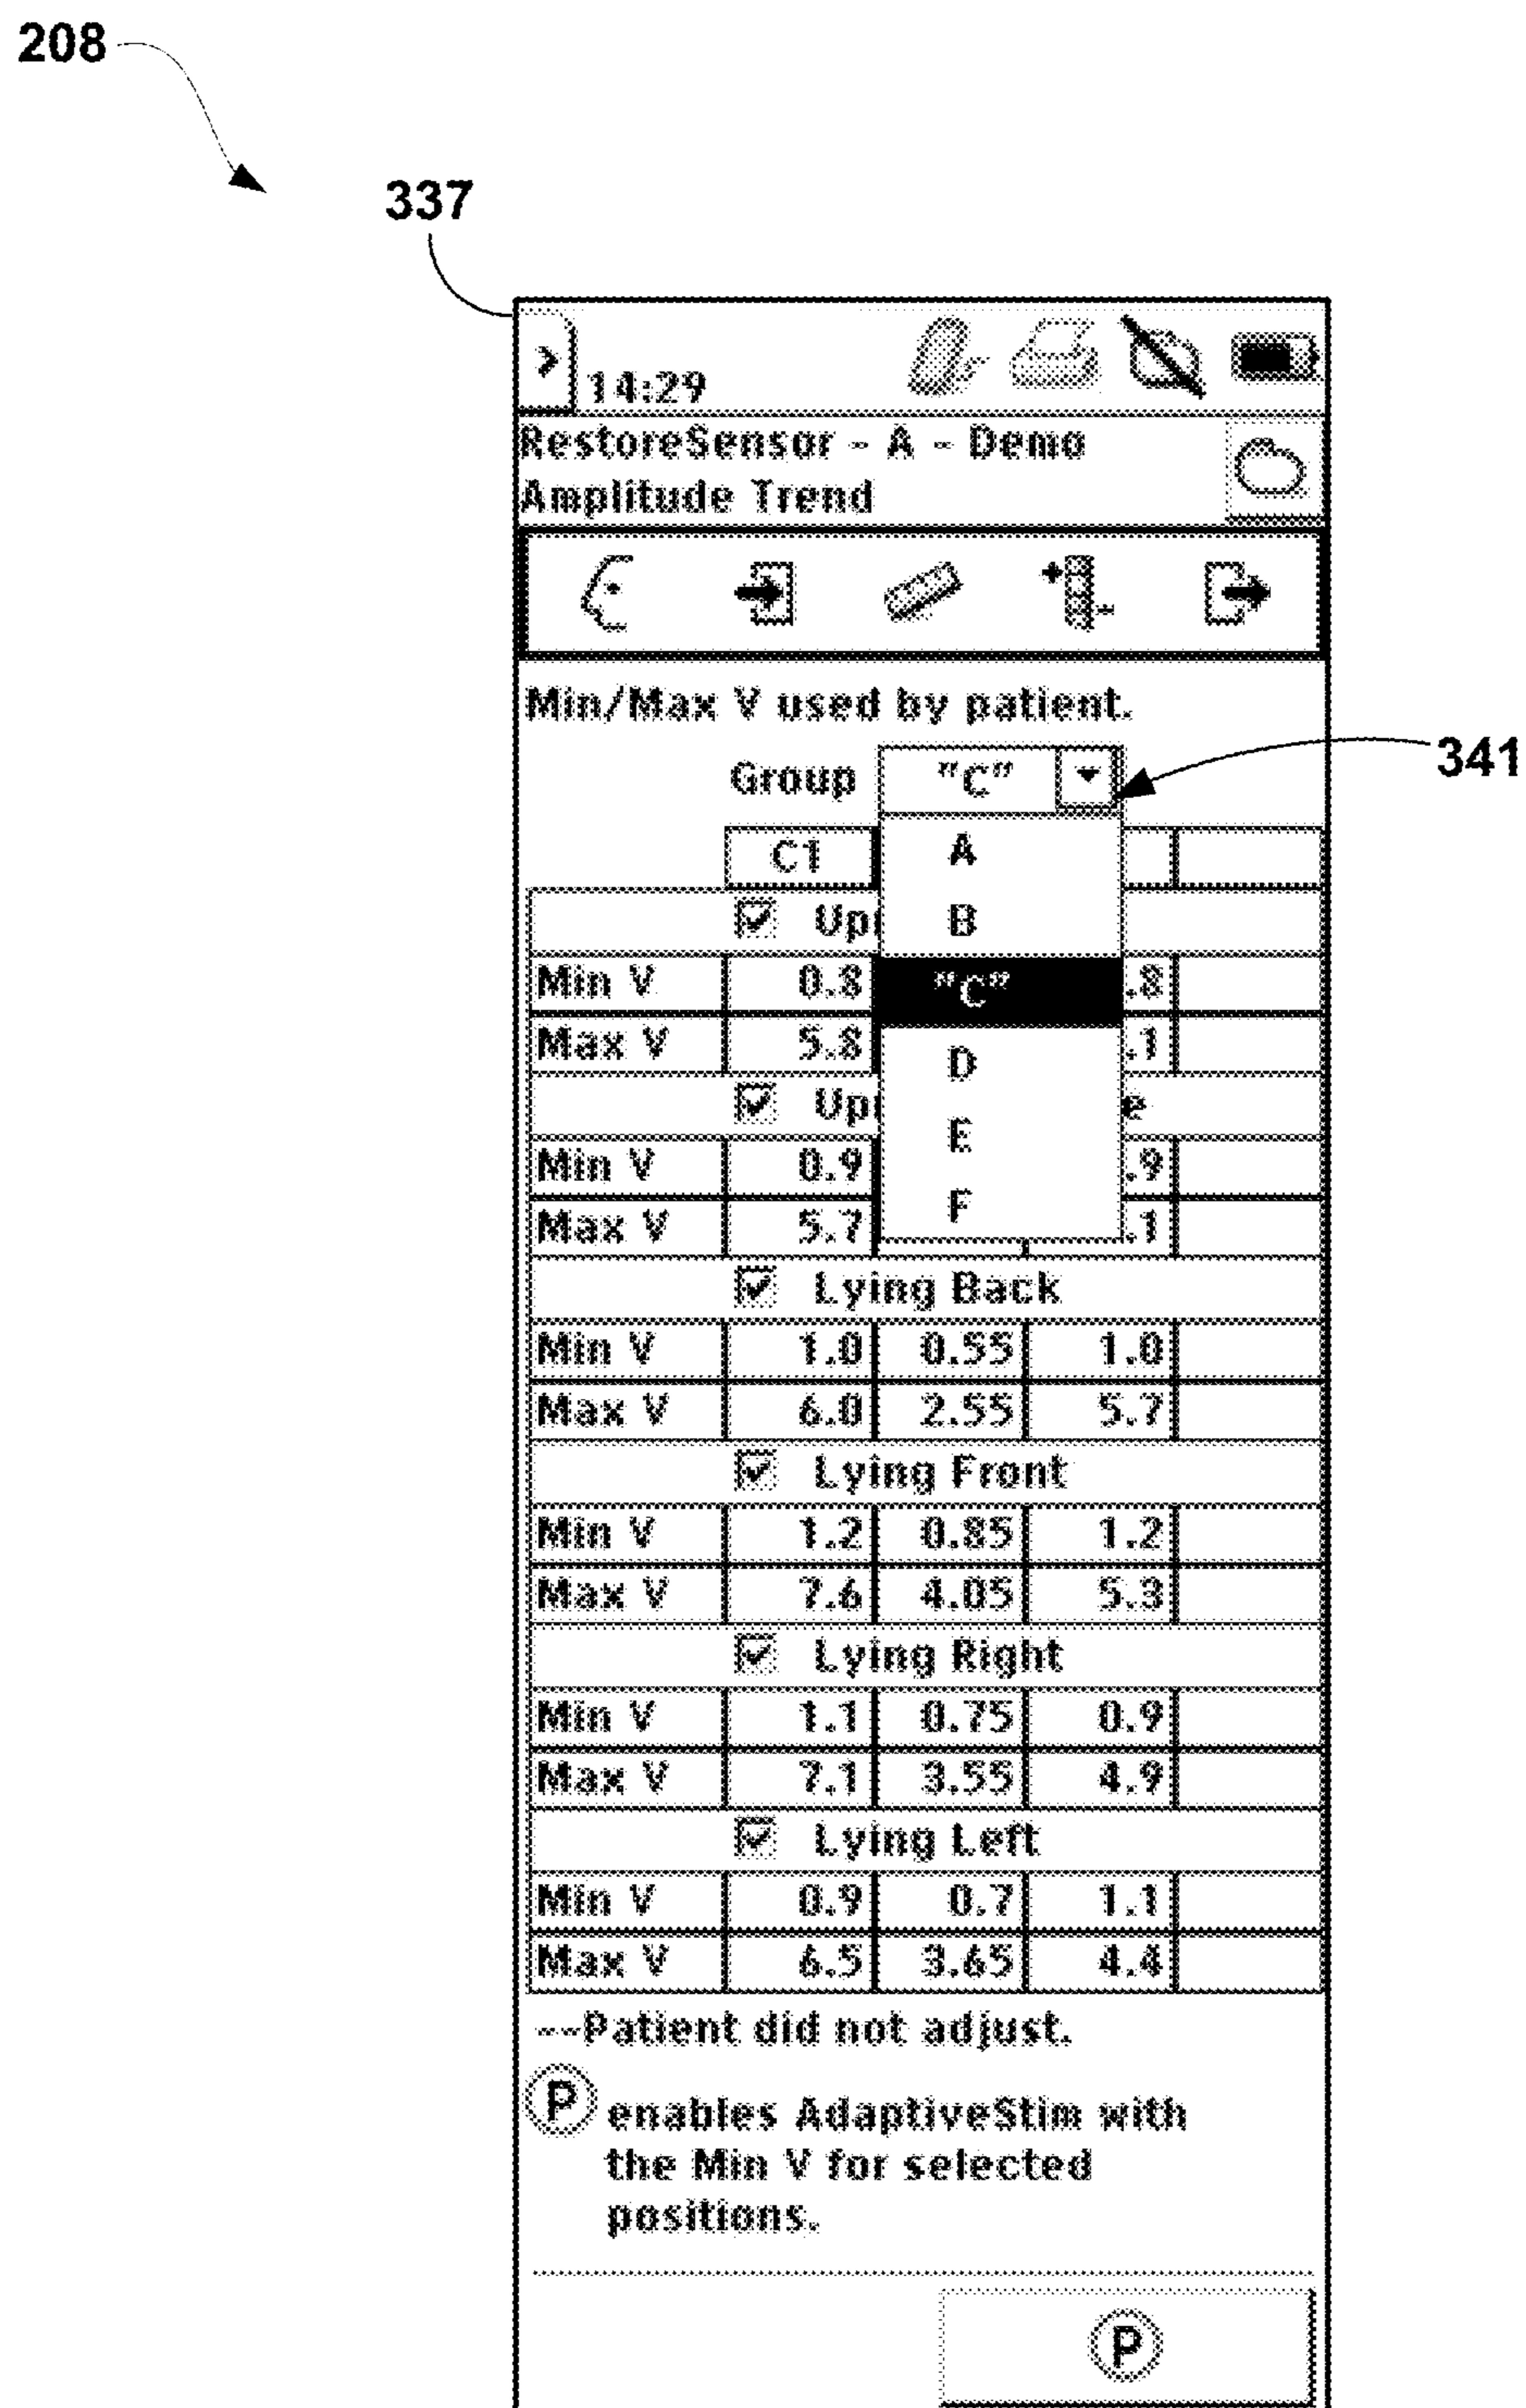 208
337
14:29
RestoreSensor - A - Demo
Amplitude Trend
Min/Max V used by patient.
Group "C"
341
A
C1
B
Min V 0.8 "C" .8
Max V 5.8 .1
D
e
Min V 0.9 E .9
Max V 5.7 F .1
Lying Back
Min V 1.0 0.55 1.0
Max V 6.0 2.55 5.7
Lying Front
Min V 1.2 0.85 1.2
Max V 7.6 4.05 5.3
Lying Right
Min V 1.1 0.75 0.9
Max V 7.1 3.55 4.9
Lying Left
Min V 0.9 0.7 1.1
Max V 6.5 3.65 4.4
--Patient did not adjust.
P enables AdaptiveStim with
the Min V for selected
positions.
P